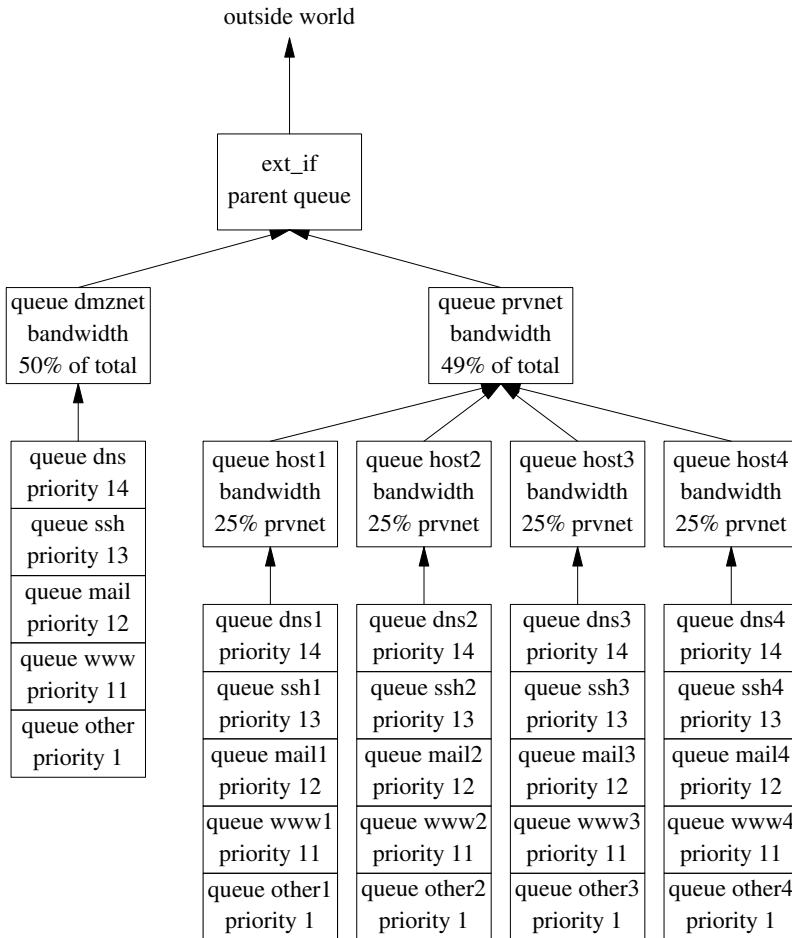 outside world
ext_if
parent queue
queue dmznet
bandwidth
50% of total
queue prvnet
bandwidth
49% of total
queue dns
priority 14
queue ssh
priority 13
queue mail
priority 12
queue www
priority 11
queue other
priority 1
queue host1
bandwidth
25% prvnet
queue host2
bandwidth
25% prvnet
queue host3
bandwidth
25% prvnet
queue host4
bandwidth
25% prvnet
queue dns1
priority 14
queue ssh1
priority 13
queue mail1
priority 12
queue www1
priority 11
queue other1
priority 1
queue dns2
priority 14
queue ssh2
priority 13
queue mail2
priority 12
queue www2
priority 11
queue other2
priority 1
queue dns3
priority 14
queue ssh3
priority 13
queue mail3
priority 12
queue www3
priority 11
queue other3
priority 1
queue dns4
priority 14
queue ssh4
priority 13
queue mail4
priority 12
queue www4
priority 11
queue other4
priority 1